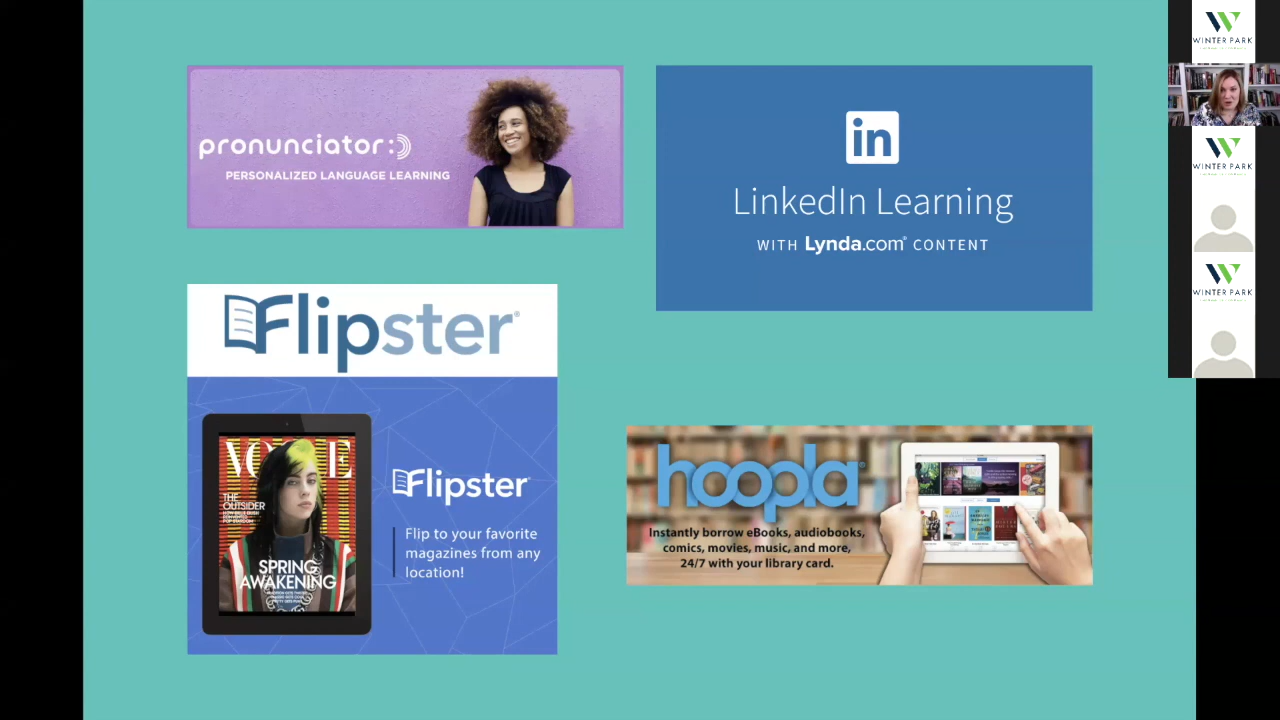 pronunciator
PERSONALIZED LANGUAGE LEARNING
in
LinkedIn Learning
WITH Lynda.com® CONTENT
Flipster®
VOGUE
THE
OUTSIDER
SPRING
AWAKENING
Flipster®
Flip to your favorite
magazines from any
location!
hoopla®
Instantly borrow eBooks, audiobooks,
comics, movies, music, and more,
24/7 with your library card.
WINTER PARK
WINTER PARK
WINTER PARK